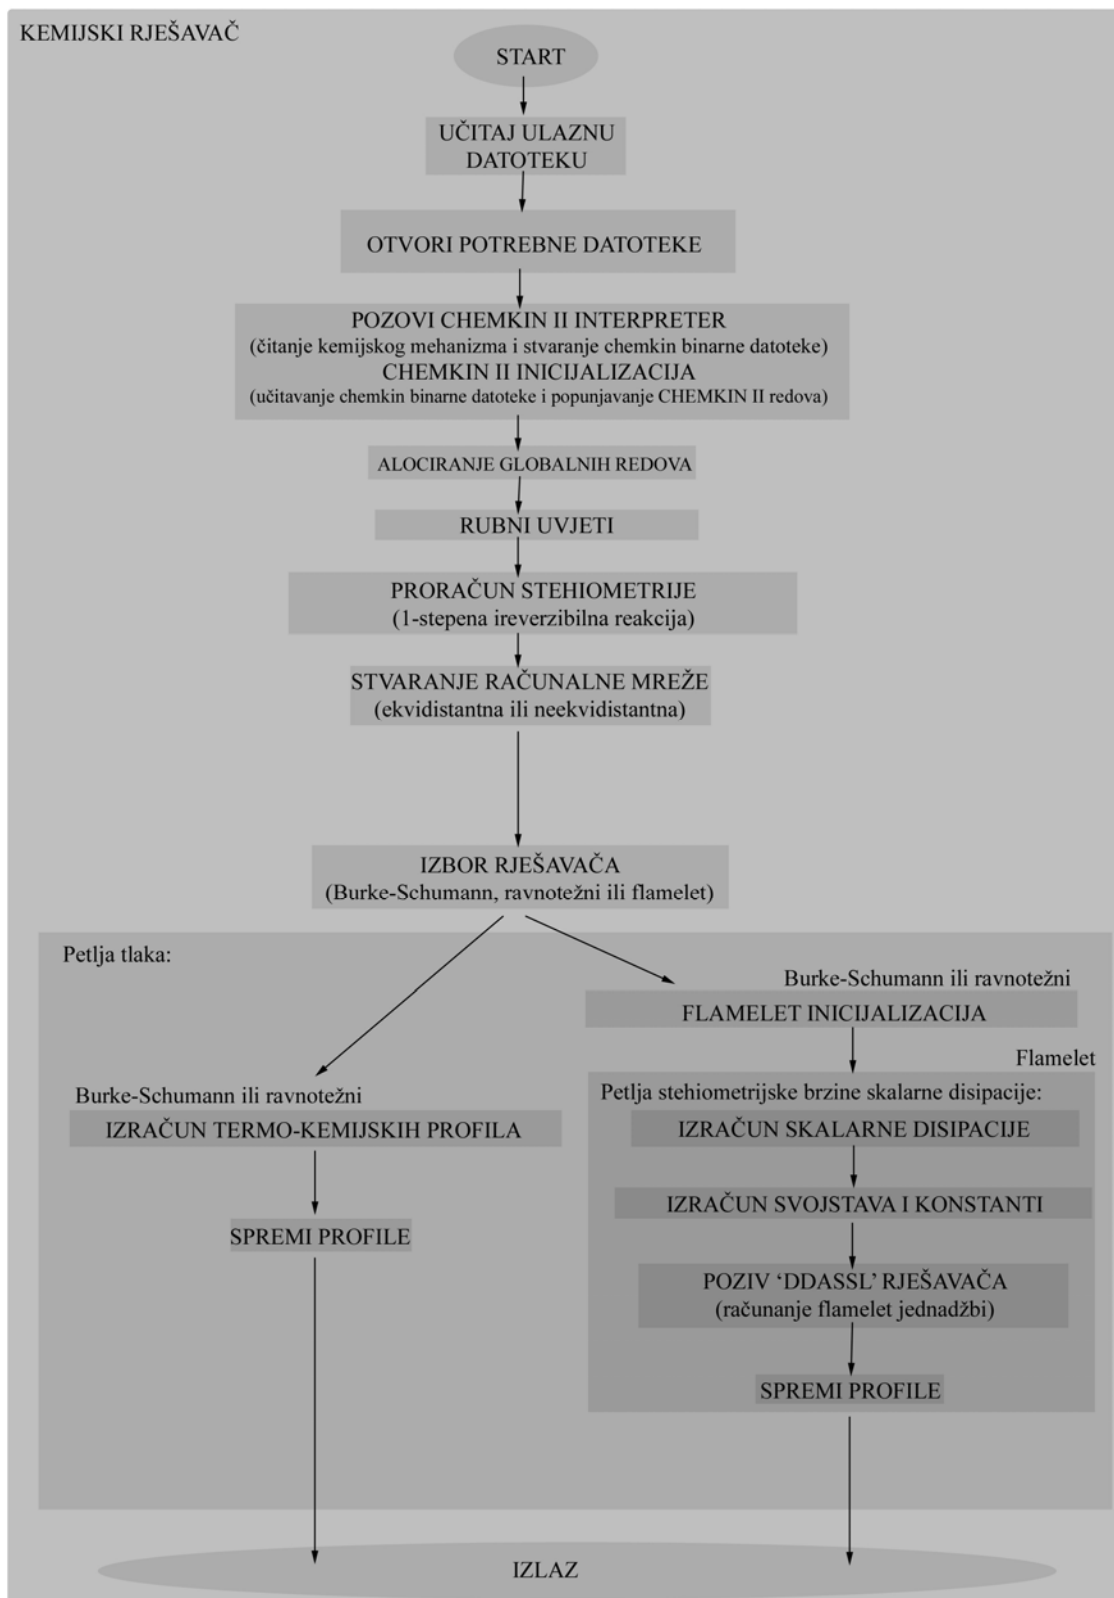 KEMIJSKI RJEŠAVAČ
START
UČITAJ ULAZNU
DATOTEKU
OTVORI POTREBNE DATOTEKE
POZOVI CHEMKIN II INTERPRETER
(čitanje kemijskog mehanizma i stvaranje chemkin binarne datoteke)
CHEMKIN II INICIJALIZACIJA
(učitavanje chemkin binarne datoteke i popunjavanje CHEMKIN II redova)
ALOCIRANJE GLOBALNIH REDOVA
RUBNI UVJETI
PRORAČUN STEHIOMETRIJE
(1-stepena ireverzibilna reakcija)
STVARANJE RAČUNALNE MREŽE
(ekvidistantna ili neekvidistantna)
IZBOR RJEŠAVAČA
(Burke-Schumann, ravnotežni ili flamelet)
Petlja tlaka:
Burke-Schumann ili ravnotežni
IZRAČUN TERMO-KEMIJSKIH PROFILA
SPREMI PROFILE
Burke-Schumann ili ravnotežni
FLAMELET INICIJALIZACIJA
Flamelet
Petlja stehiometrijske brzine skalarne disipacije:
IZRAČUN SKALARNE DISIPACIJE
IZRAČUN SVOJSTAVA I KONSTANTI
POZIV ‘DDASSL’ RJEŠAVAČA
(računanje flamelet jednadžbi)
SPREMI PROFILE
IZLAZ